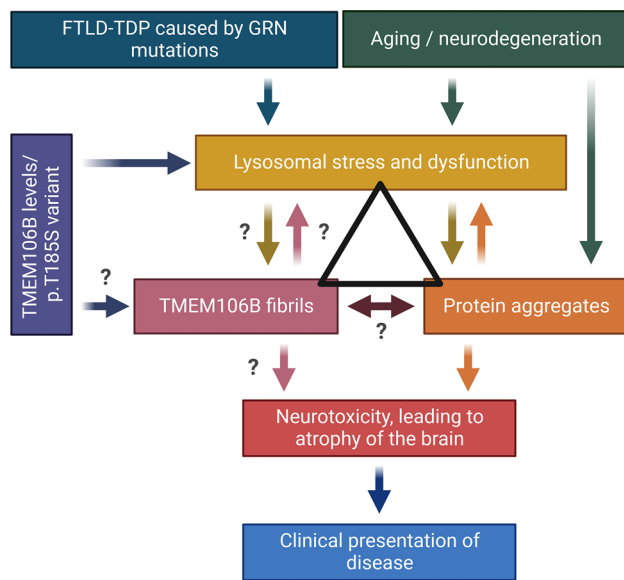 FTLD-TDP caused by GRN
mutations
Aging / neurodegeneration
TMEM106B levels/
p.T185S variant
Lysosomal stress and dysfunction
?
?
?
TMEM106B fibrils
?
Protein aggregates
?
Neurotoxicity, leading to
atrophy of the brain
Clinical presentation of
disease